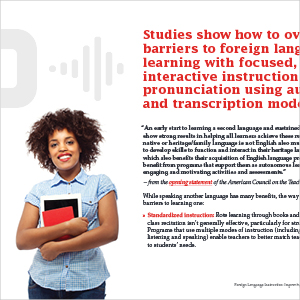 Studies show how to ov
barriers to foreign lang
learning with focused,
interactive instruction
pronunciation using au
and transcription mode
"An early start to learning a second language and sustained
show strong results in helping all learners achieve these re
native or heritage/family language is not English also ma
to develop skills to function and interact in their heritage la
which also benefits their acquisition of English language pr
benefit from programs that support them as autonomous le
engaging and motivating activities and assessments."
– from the opening statement of the American Council on the Teach
While speaking another language has many benefits, the way
barriers to learning one:
Standardized instruction: Rote learning through books and
class recitation isn't generally effective, particularly for stu
Programs that use multiple modes of instruction (including
listening and speaking) enable teachers to better match te
to students' needs.
Foreign Language Instruction Improve